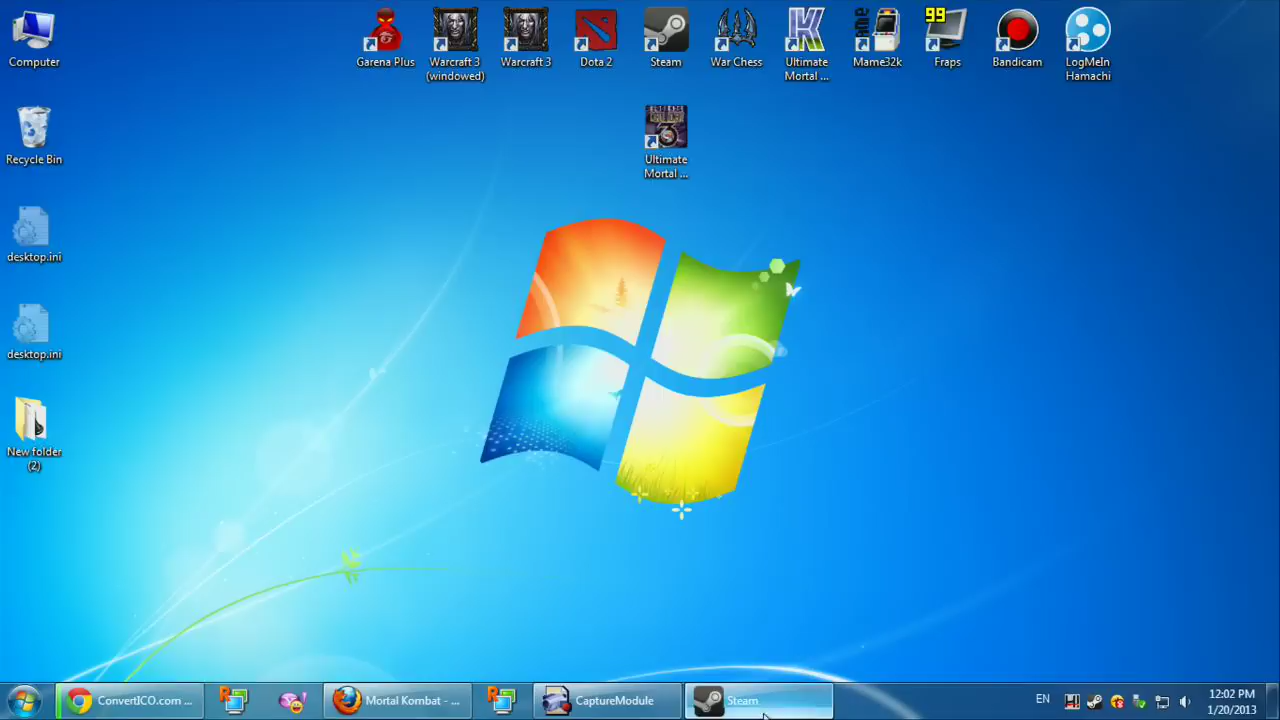 Computer
Garena Plus
Warcraft 3
(windowed)
Warcraft 3
Dota 2
Steam
War Chess
Ultimate
Mortal ...
Mame32k
99
Fraps
Bandicam
LogMeIn
Hamachi
Recycle Bin
Ultimate
Mortal ...
desktop.ini
desktop.ini
New folder
(2)
ConvertICO.com ...
Mortal Kombat - ...
CaptureModule
Steam
EN
12:02 PM
1/20/2013